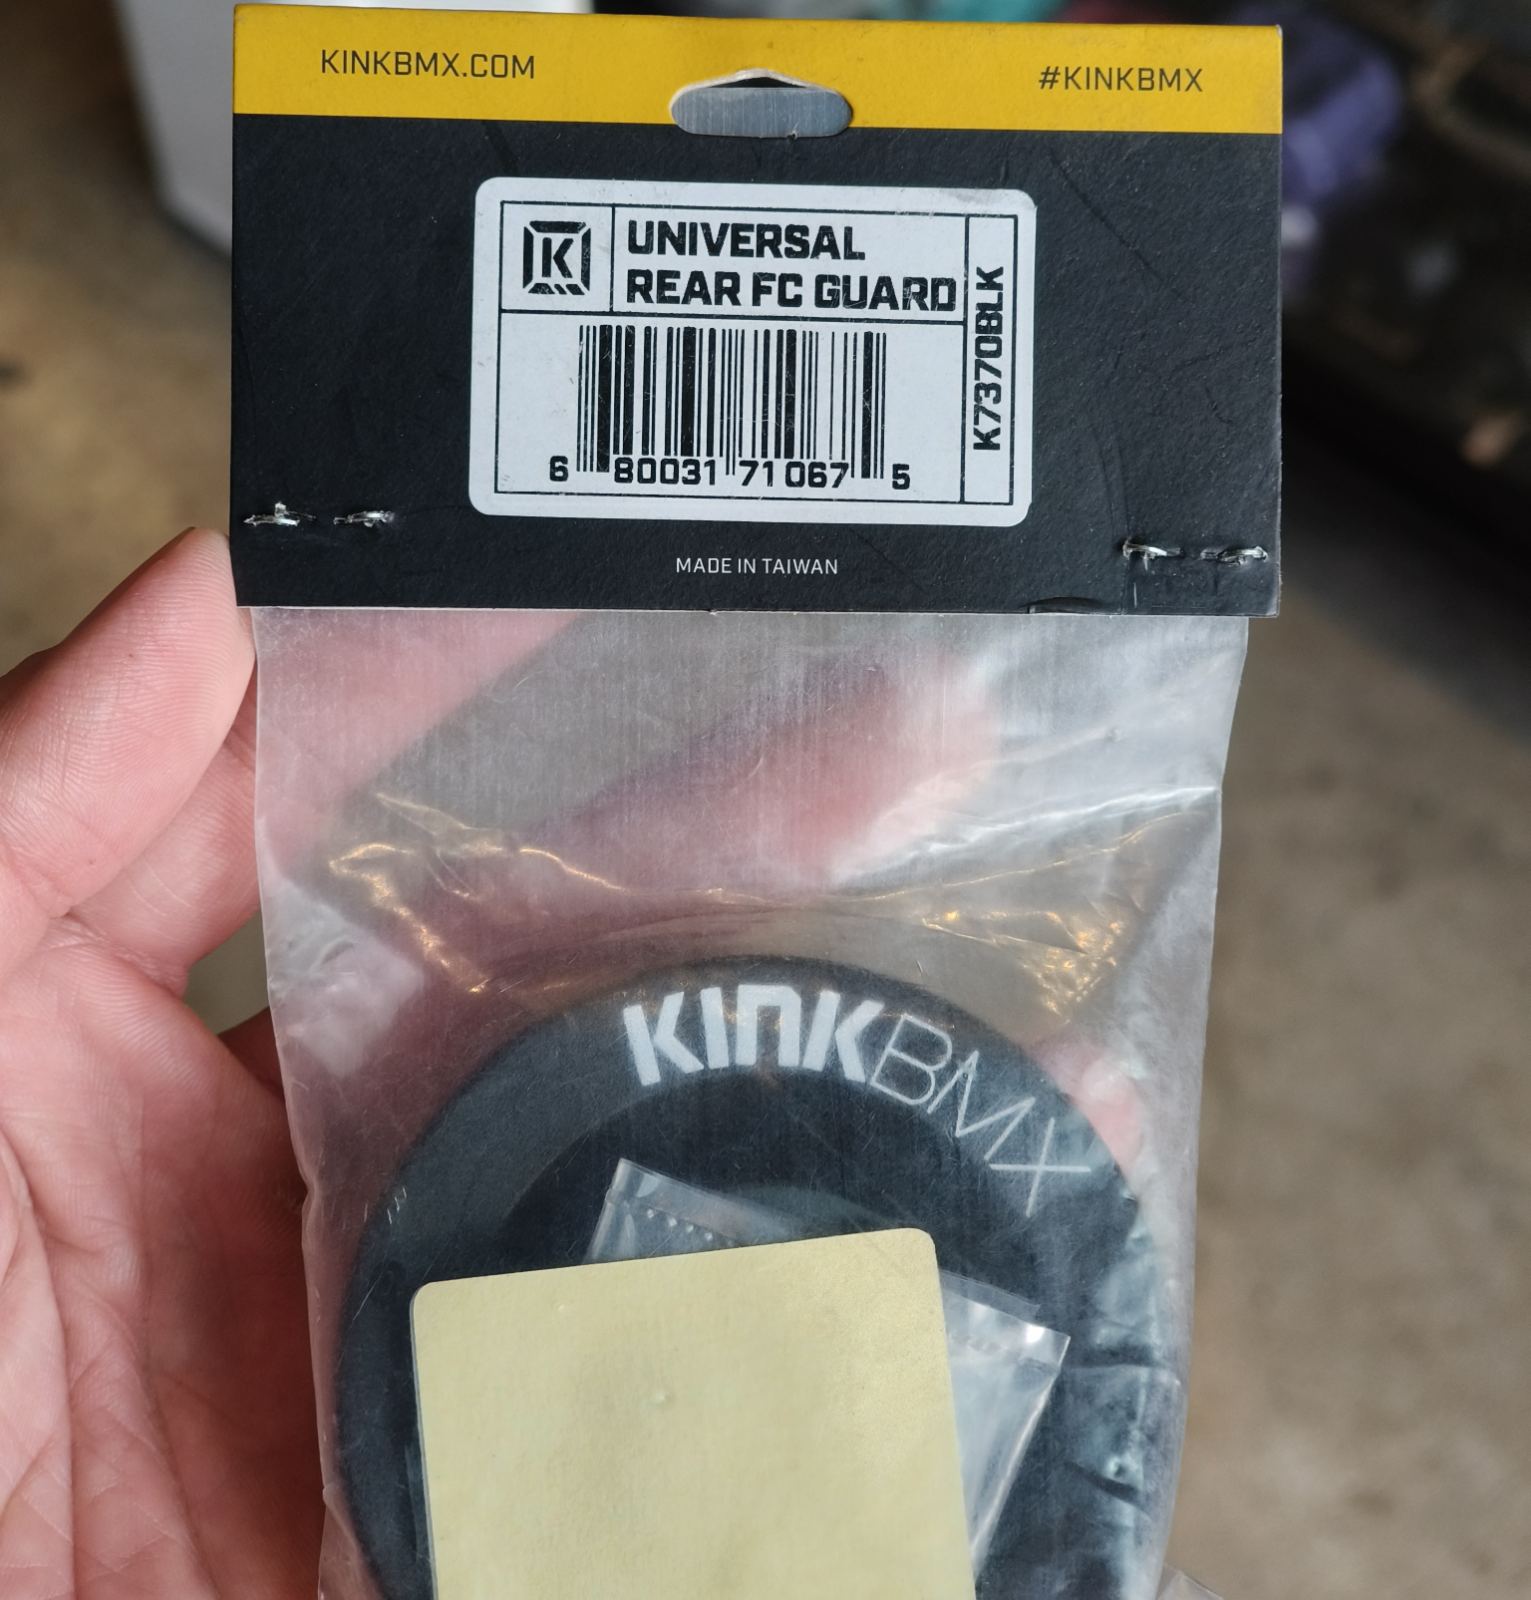 KINKBMX.COM
#KINKBMX
K
UNIVERSAL
REAR FC GUARD
K7370BLK
6 80031 71067 5
MADE IN TAIWAN
KINKBMX